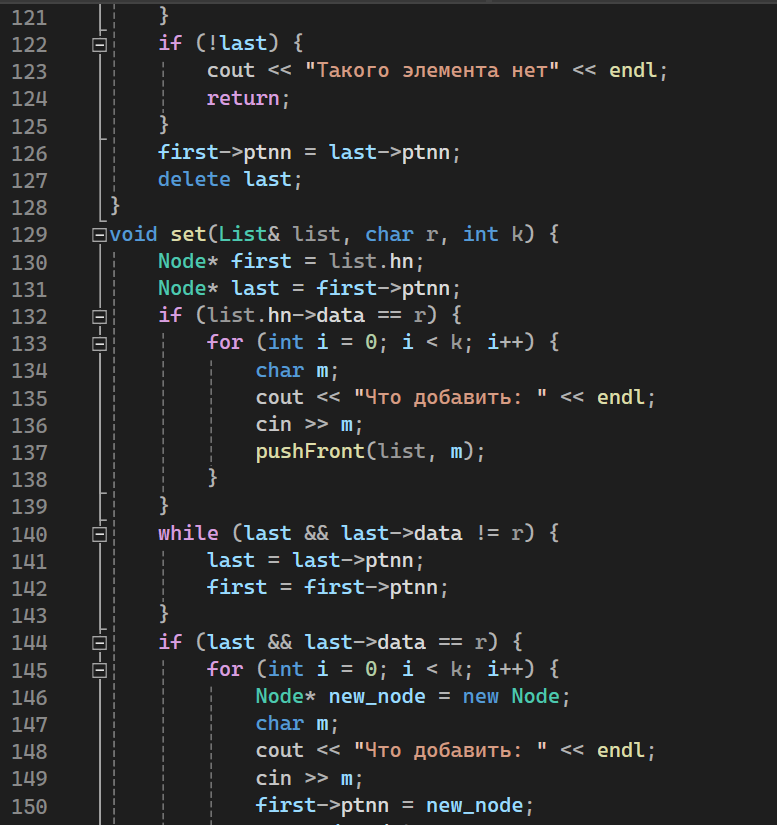 121 }
122 if (!last) {
123 cout << "Такого элемента нет" << endl;
124 return;
125 }
126 first->ptnn = last->ptnn;
127 delete last;
128 }
129 void set(List& list, char r, int k) {
130 Node* first = list.hn;
131 Node* last = first->ptnn;
132 if (list.hn->data == r) {
133 for (int i = 0; i < k; i++) {
134 char m;
135 cout << "Что добавить: " << endl;
136 cin >> m;
137 pushFront(list, m);
138 }
139 }
140 while (last && last->data != r) {
141 last = last->ptnn;
142 first = first->ptnn;
143 }
144 if (last && last->data == r) {
145 for (int i = 0; i < k; i++) {
146 Node* new_node = new Node;
147 char m;
148 cout << "Что добавить: " << endl;
149 cin >> m;
150 first->ptnn = new_node;